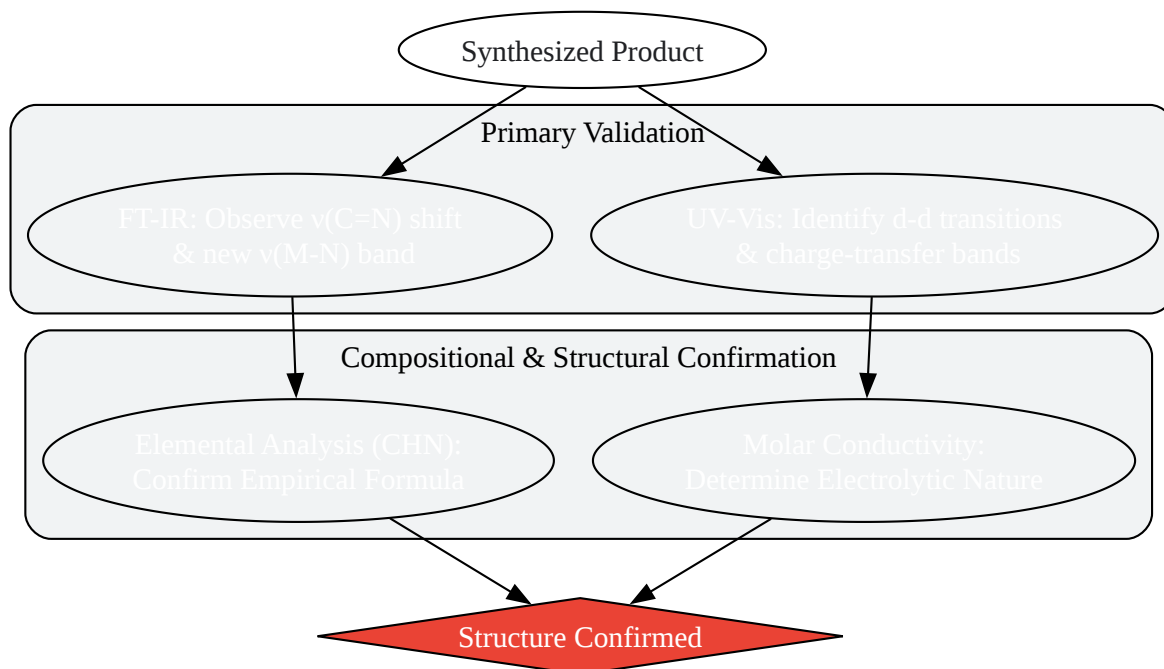 Synthesized Product
Primary Validation
FT-IR: Observe ν(C=N) shift
& new ν(M-N) band
UV-Vis: Identify d-d transitions
& charge-transfer bands
Compositional & Structural Confirmation
Elemental Analysis (CHN):
Confirm Empirical Formula
Molar Conductivity:
Determine Electrolytic Nature
Structure Confirmed